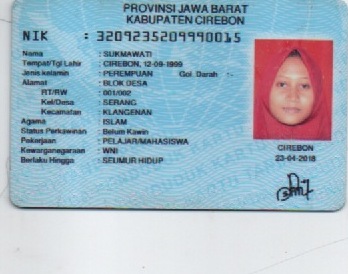 PROVINSI JAWA BARAT
KABUPATEN CIREBON
NIK : 3209235209990015
Nama : SUKMAWATI
Tempat/Tgl Lahir : CIREBON, 12-09-1999
Jenis kelamin : PEREMPUAN Gol. Darah : -
Alamat : BLOK DESA
RT/RW : 001/002
Kel/Desa : SERANG
Kecamatan : KLANGENAN
Agama : ISLAM
Status Perkawinan : Belum Kawin
Pekerjaan : PELAJAR/MAHASISWA
Kewarganegaraan : WNI
Berlaku Hingga : SEUMUR HIDUP
CIREBON
23-04-2018